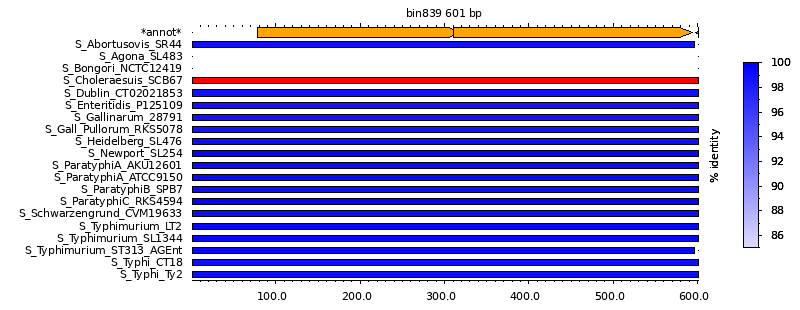 bin839 601 bp
*annot*
S_Abortusovis_SR44
S_Agona_SL483
S_Bongori_NCTC12419
S_Choleraesuis_SCB67
S_Dublin_CT02021853
S_Enteritidis_P125109
S_Gallinarum_28791
S_Gall_Pullorum_RKS5078
S_Heidelberg_SL476
S_Newport_SL254
S_ParatyphiA_AKU12601
S_ParatyphiA_ATCC9150
S_ParatyphiB_SPB7
S_ParatyphiC_RKS4594
S_Schwarzengrund_CVM19633
S_Typhimurium_LT2
S_Typhimurium_SL1344
S_Typhimurium_ST313_AGEnt
S_Typhi_CT18
S_Typhi_Ty2
100.0 200.0 300.0 400.0 500.0 600.0
% identity
100
98
96
94
92
90
88
86